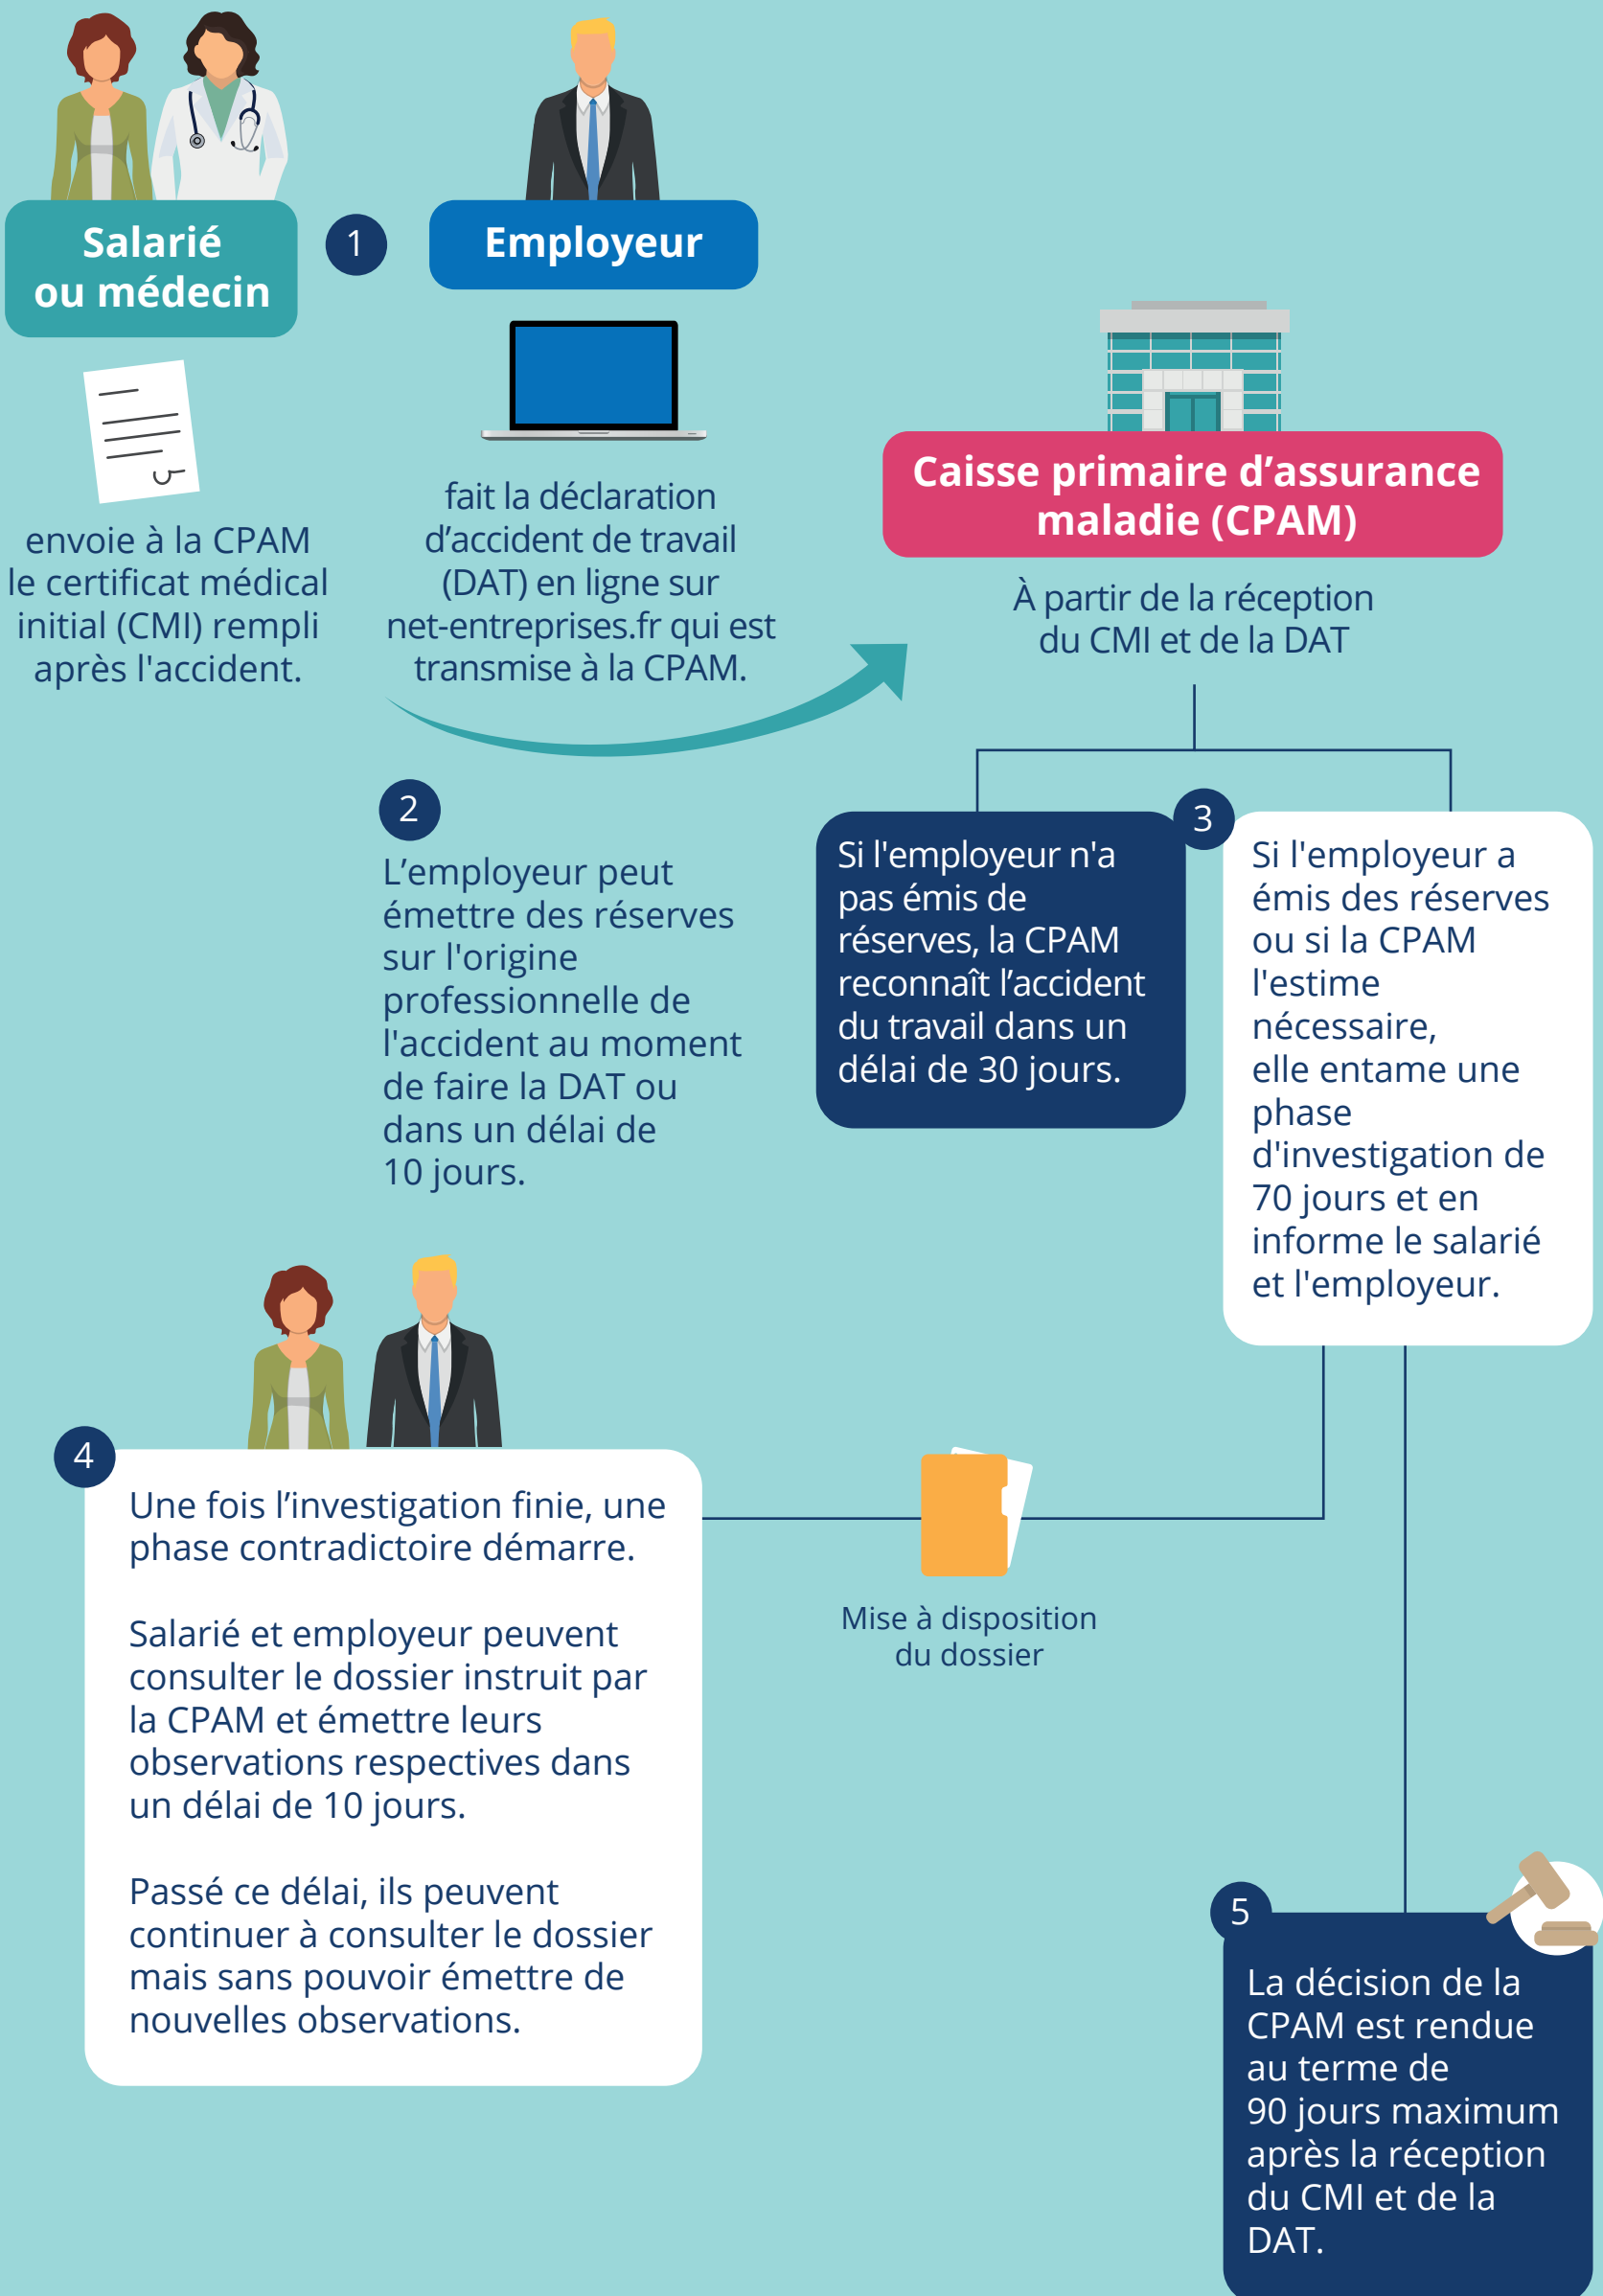 Salarié
ou médecin
1
Employeur
envoie à la CPAM
le certificat médical
initial (CMI) rempli
après l'accident.
fait la déclaration
d’accident de travail
(DAT) en ligne sur
net-entreprises.fr qui est
transmise à la CPAM.
Caisse primaire d’assurance
maladie (CPAM)
À partir de la réception
du CMI et de la DAT
2
L’employeur peut
émettre des réserves
sur l'origine
professionnelle de
l'accident au moment
de faire la DAT ou
dans un délai de
10 jours.
3
Si l'employeur n'a
pas émis de
réserves, la CPAM
reconnaît l’accident
du travail dans un
délai de 30 jours.
Si l'employeur a
émis des réserves
ou si la CPAM
l'estime
nécessaire,
elle entame une
phase
d'investigation de
70 jours et en
informe le salarié
et l'employeur.
4
Une fois l’investigation finie, une
phase contradictoire démarre.
Salarié et employeur peuvent
consulter le dossier instruit par
la CPAM et émettre leurs
observations respectives dans
un délai de 10 jours.
Passé ce délai, ils peuvent
continuer à consulter le dossier
mais sans pouvoir émettre de
nouvelles observations.
Mise à disposition
du dossier
5
La décision de la
CPAM est rendue
au terme de
90 jours maximum
après la réception
du CMI et de la
DAT.